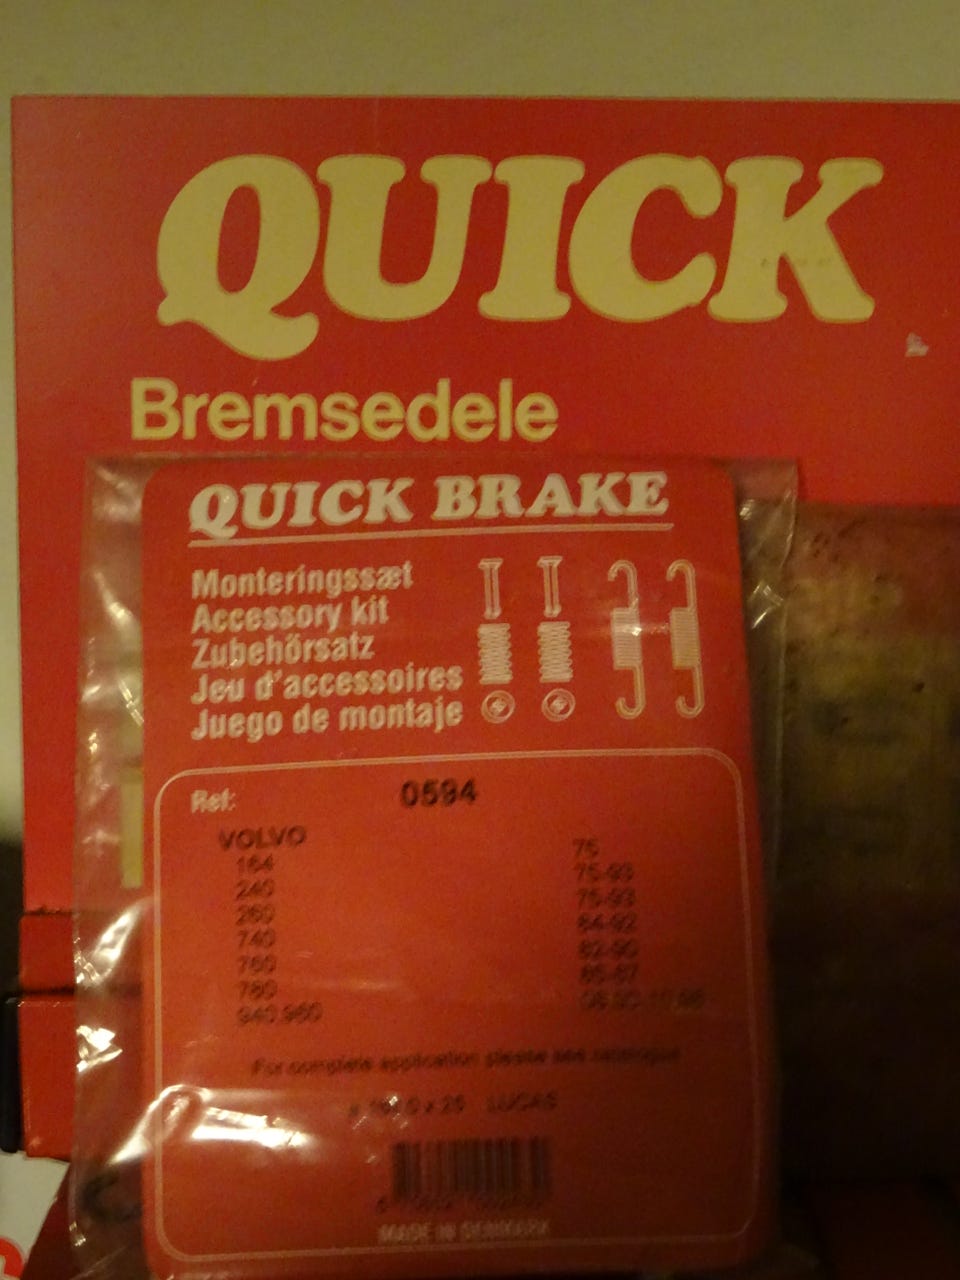 QUICK
Bremsedele
QUICK BRAKE
Monteringssæt
Accessory kit
Zubehörsatz
Jeu d'accessoires
Juego de montaje
Ref: 0594
VOLVO
164 75
240 75-93
260 75-93
740 84-92
760 82-90
780 85-87
940.960
For complete application please see catalogue
x 25 LUCAS
MADE IN DENMARK